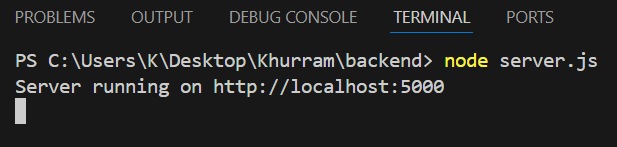 PROBLEMS OUTPUT DEBUG CONSOLE TERMINAL PORTS
PS C:\Users\K\Desktop\Khurram\backend> node server.js
Server running on http://localhost:5000